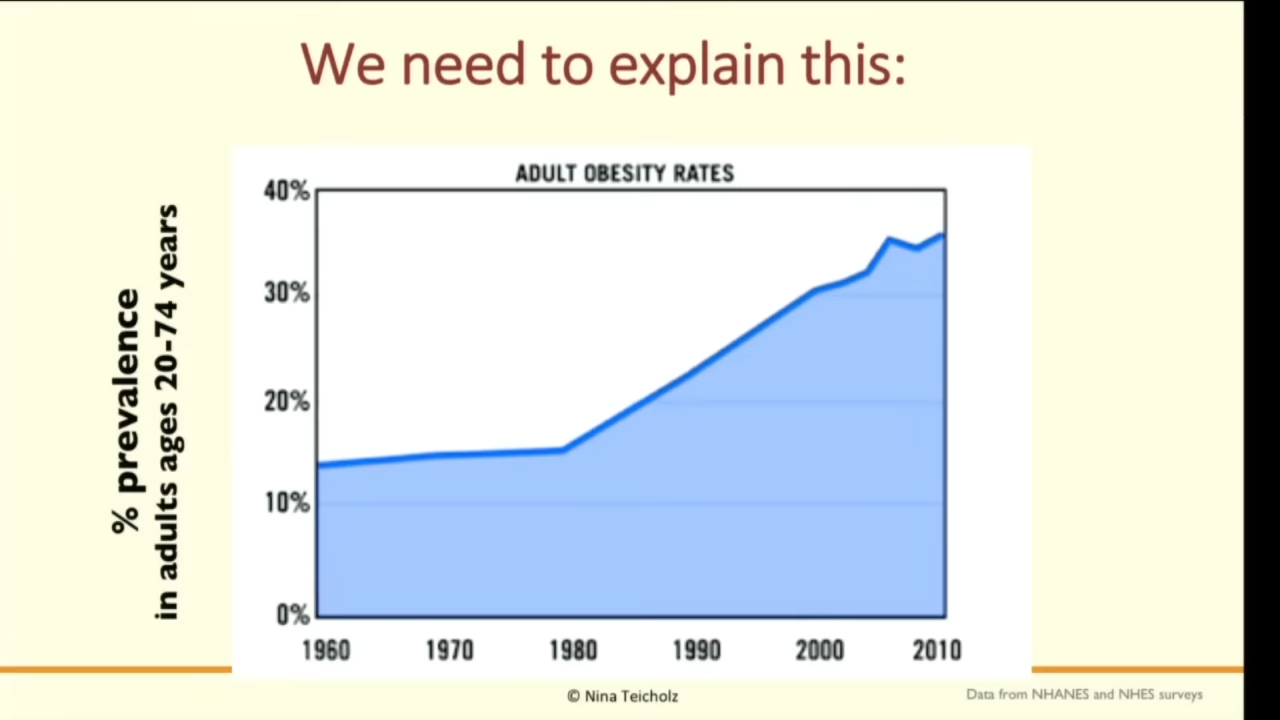 We need to explain this:
ADULT OBESITY RATES
% prevalence
in adults ages 20-74 years
40%
30%
20%
10%
0%
1960 1970 1980 1990 2000 2010
© Nina Teicholz
Data from NHANES and NHES surveys